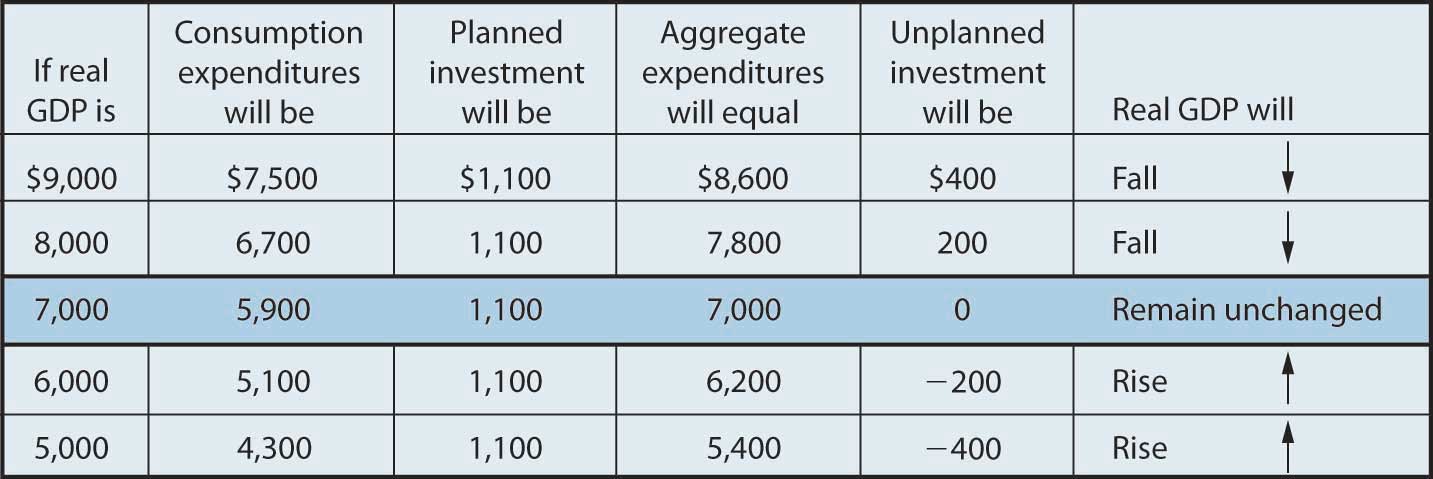 If real GDP is
Consumption expenditures will be
Planned investment will be
Aggregate expenditures will equal
Unplanned investment will be
Real GDP will
$9,000 $7,500 $1,100 $8,600 $400 Fall
8,000 6,700 1,100 7,800 200 Fall
7,000 5,900 1,100 7,000 0 Remain unchanged
6,000 5,100 1,100 6,200 −200 Rise
5,000 4,300 1,100 5,400 −400 Rise